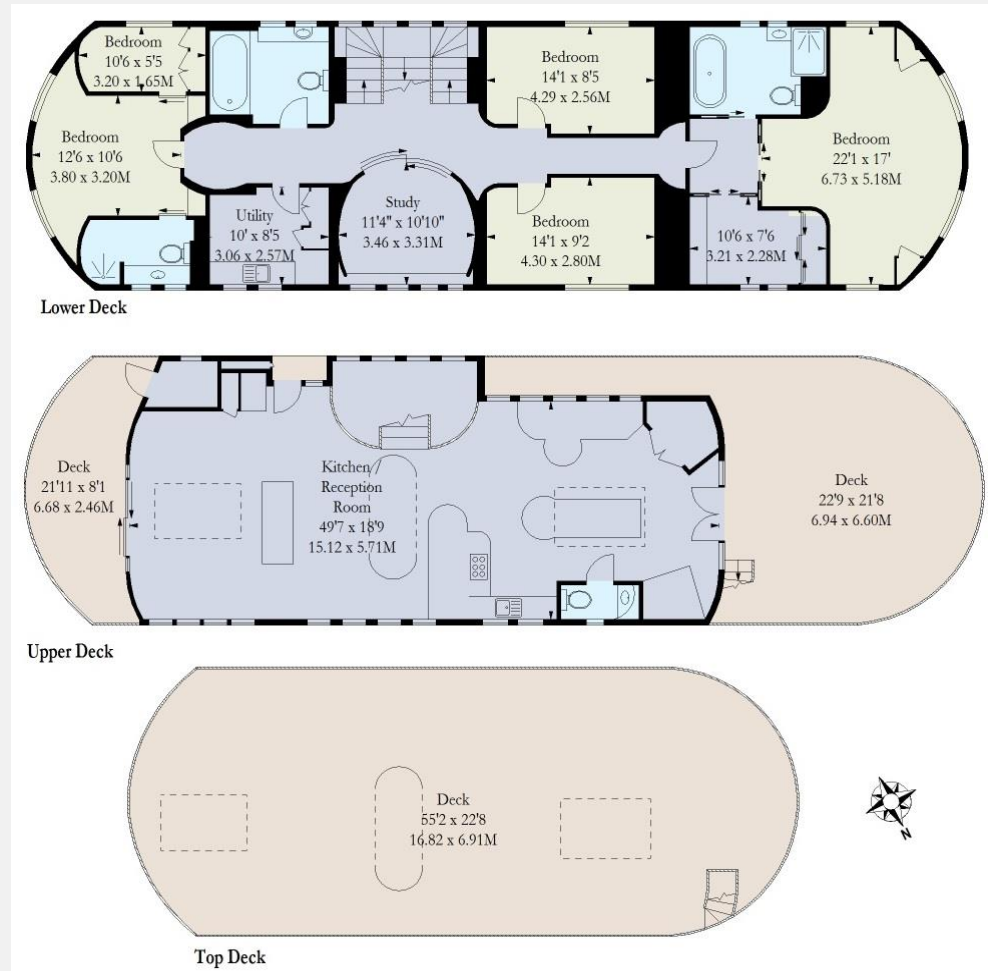 Bedroom
10'6 x 5'5
3.20 x 1.65M
Bedroom
14'1 x 8'5
4.29 x 2.56M
Bedroom
12'6 x 10'6
3.80 x 3.20M
Bedroom
22'1 x 17'
6.73 x 5.18M
Utility
10' x 8'5
3.06 x 2.57M
Study
11'4" x 10'10"
3.46 x 3.31M
Bedroom
14'1 x 9'2
4.30 x 2.80M
10'6 x 7'6
3.21 x 2.28M
Lower Deck
Deck
21'11 x 8'1
6.68 x 2.46M
Kitchen
Reception
Room
49'7 x 18'9
15.12 x 5.71M
Deck
22'9 x 21'8
6.94 x 6.60M
Upper Deck
Deck
55'2 x 22'8
16.82 x 6.91M
N
Top Deck